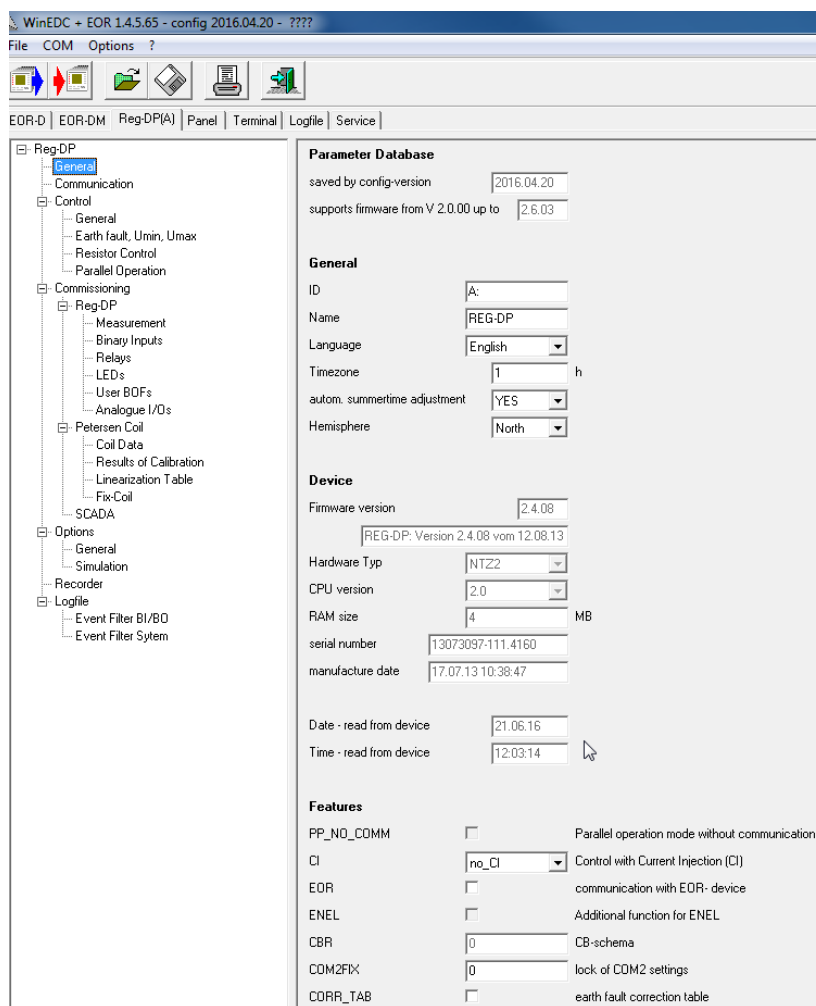 WinEDC + EOR 1.4.5.65 - config 2016.04.20 - ????
File COM Options ?
EOR-D EOR-DM Reg-DP(A) Panel Terminal Logfile Service
Reg-DP
General
Communication
Control
General
Earth fault, Umin, Umax
Resistor Control
Parallel Operation
Commissioning
Reg-DP
Measurement
Binary Inputs
Relays
LEDs
User BOFs
Analogue I/Os
Petersen Coil
Coil Data
Results of Calibration
Linearization Table
Fix-Coil
SCADA
Options
General
Simulation
Recorder
Logfile
Event Filter BI/BO
Event Filter Sytem
Parameter Database
saved by config-version 2016.04.20
supports firmware from V 2.0.00 up to 2.6.03
General
ID A:
Name REG-DP
Language English
Timezone 1 h
autom. summertime adjustment YES
Hemisphere North
Device
Firmware version 2.4.08
REG-DP: Version 2.4.08 vom 12.08.13
Hardware Typ NTZ2
CPU version 2.0
RAM size 4 MB
serial number 13073097-111.4160
manufacture date 17.07.13 10:38:47
Date - read from device 21.06.16
Time - read from device 12:03:14
Features
PP_NO_COMM Parallel operation mode without communication
CI no_CI Control with Current Injection (CI)
EOR communication with EOR- device
ENEL Additional function for ENEL
CBR 0 CB-schema
COM2FIX 0 lock of COM2 settings
CORR_TAB earth fault correction table